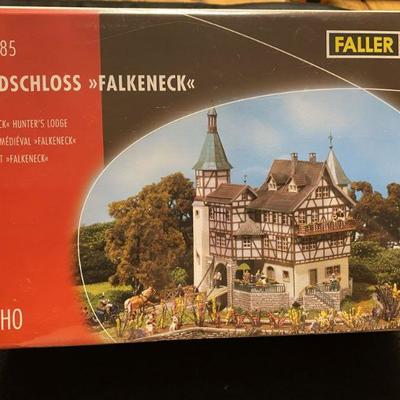 85
FALLER
DSCHLOSS »FALKENECK«
CK« HUNTER'S LODGE
MÉDIÉVAL »FALKENECK«
T »FALKENECK«
HO